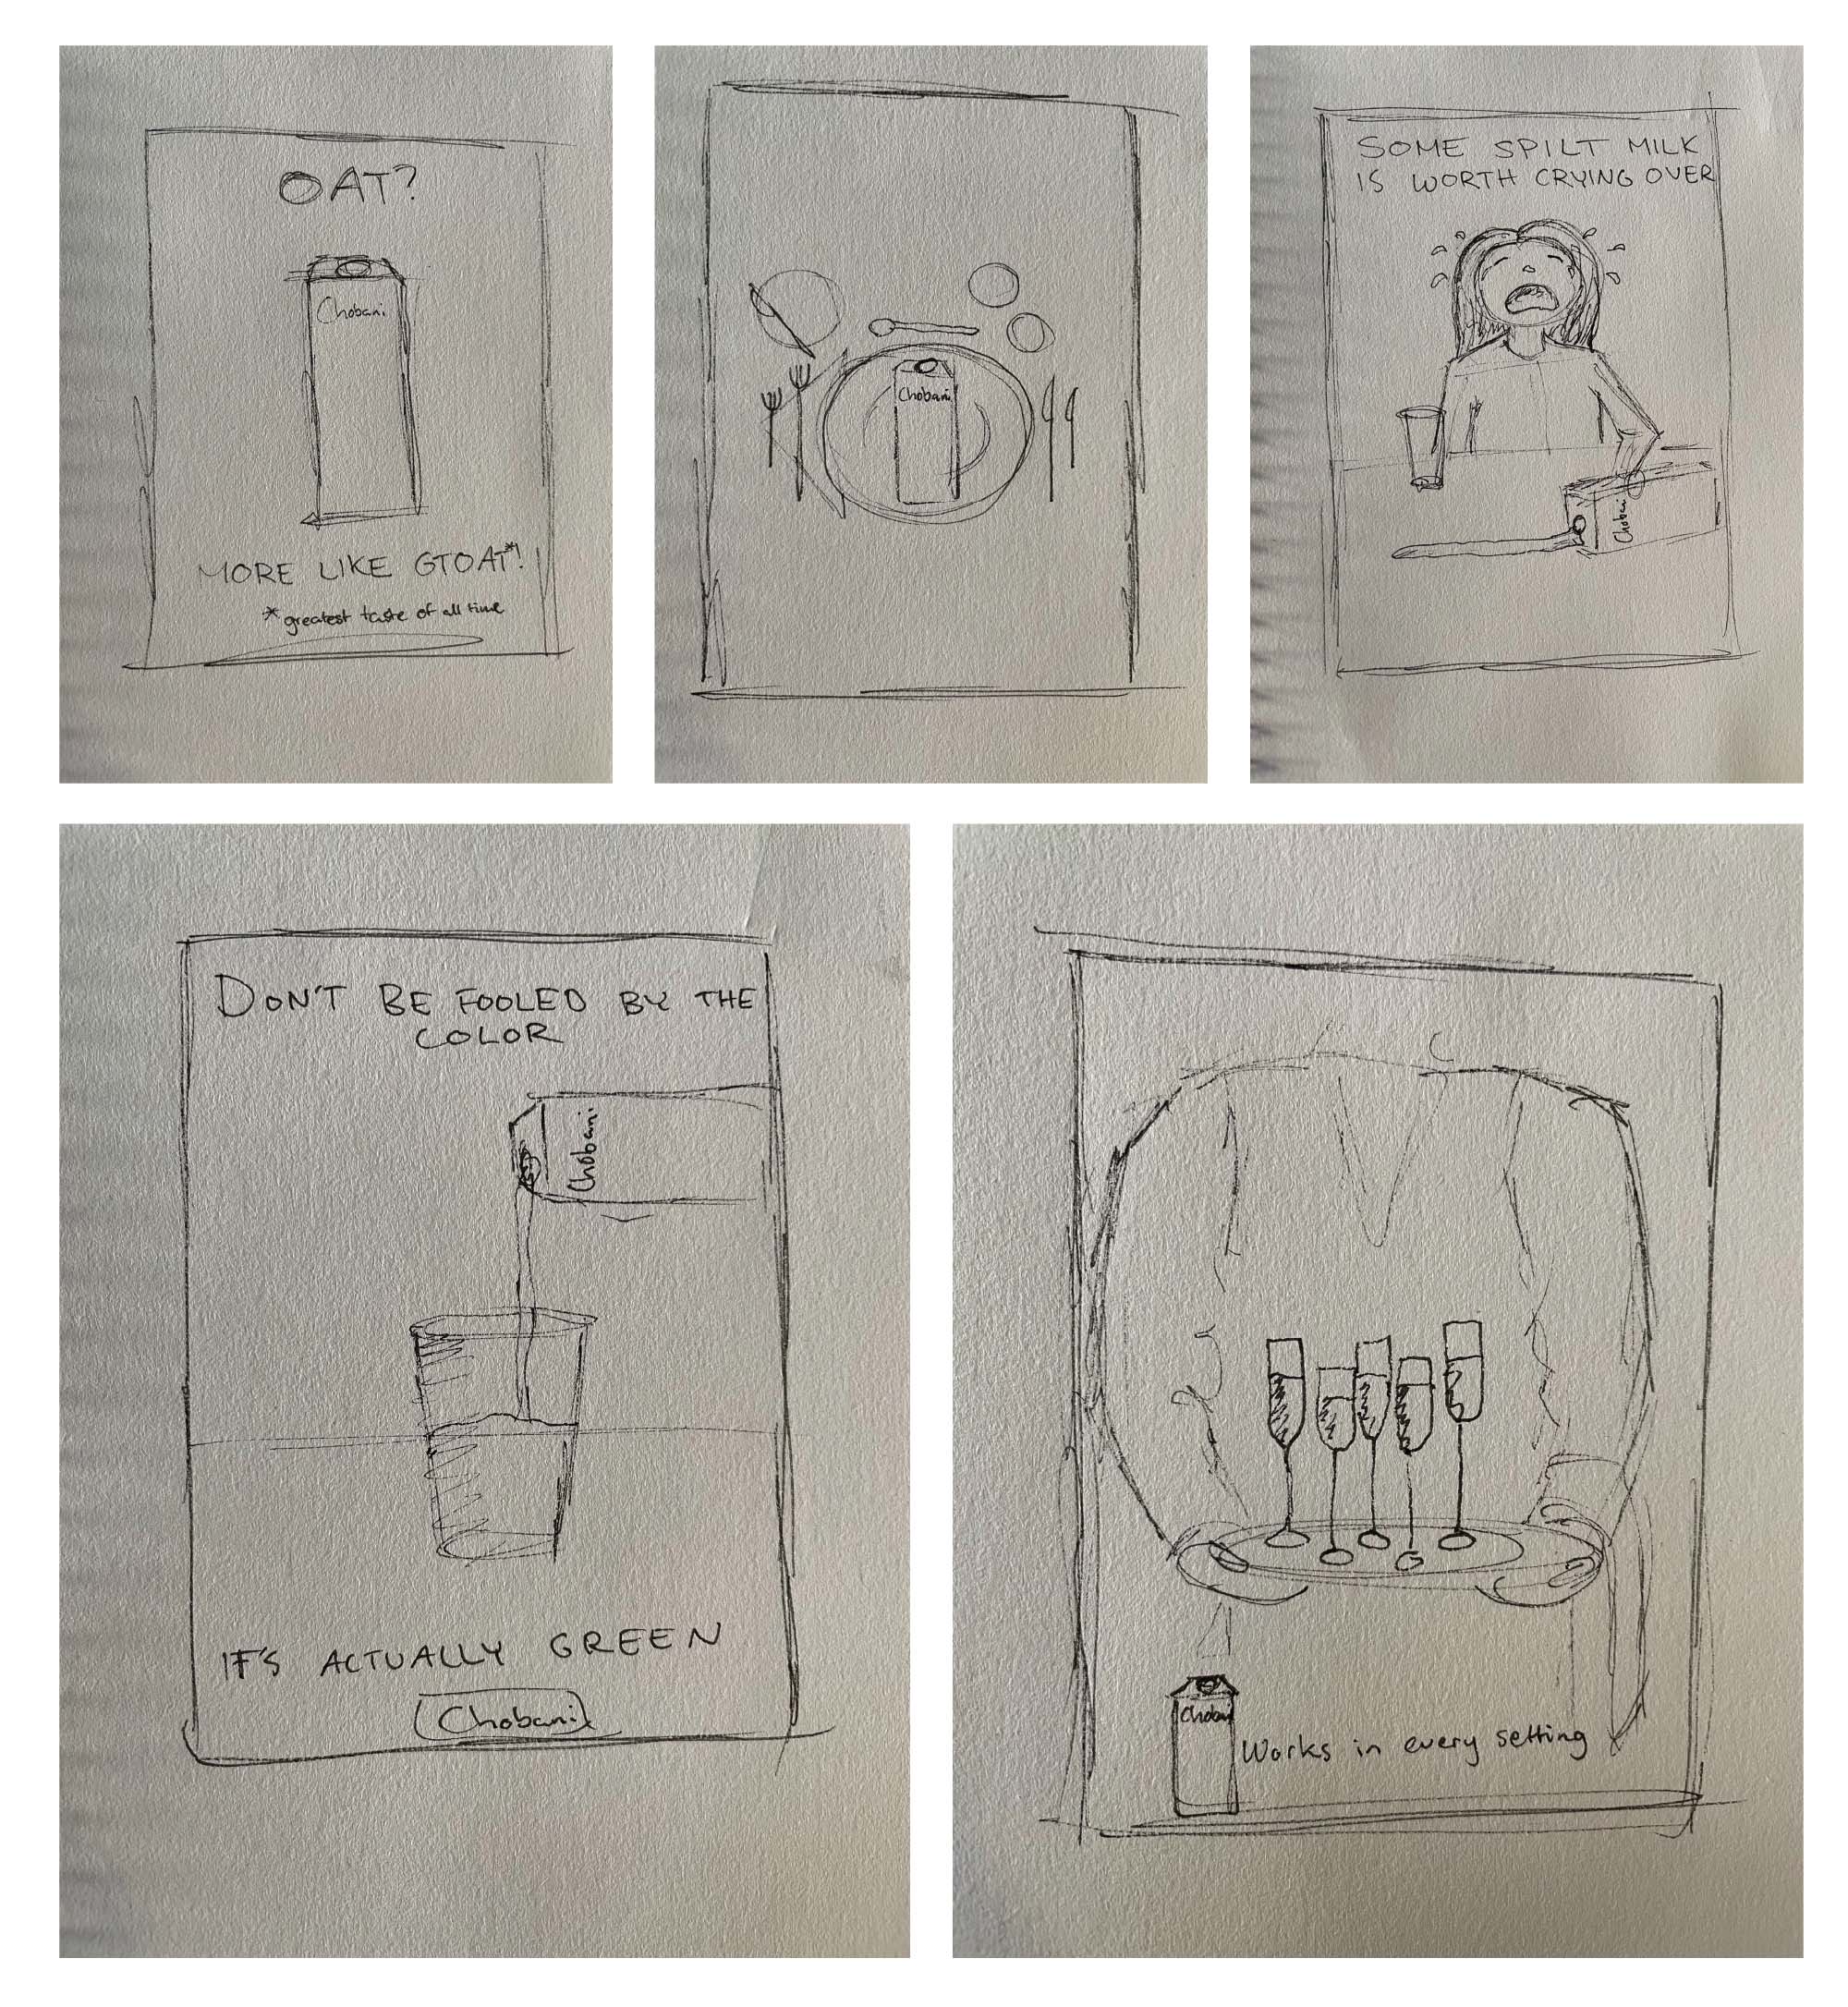 OAT?
Chobani
MORE LIKE GTOAT*!
*greatest taste of all time
Chobani
SOME SPILT MILK
IS WORTH CRYING OVER
Chobani
DON'T BE FOOLED BY THE
COLOR
Chobani
IT'S ACTUALLY GREEN
Chobani
Chobani
Works in every setting